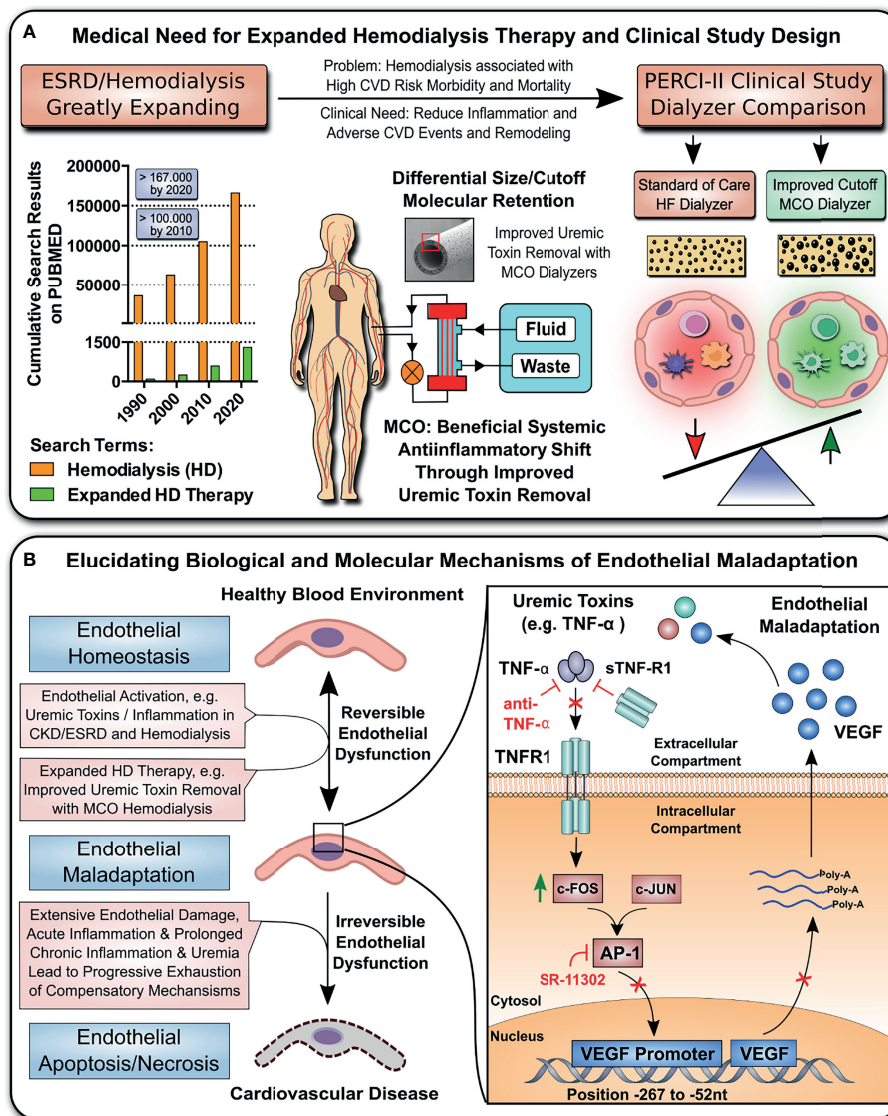 A
Medical Need for Expanded Hemodialysis Therapy and Clinical Study Design
ESRD/Hemodialysis
Greatly Expanding
Problem: Hemodialysis associated with
High CVD Risk Morbidity and Mortality
Clinical Need: Reduce Inflammation and
Adverse CVD Events and Remodeling
PERCI-II Clinical Study
Dialyzer Comparison
Cumulative Search Results
on PUBMED
200000
150000
100000
50000
1500
0
> 167.000
by 2020
> 100.000
by 2010
1990
2000
2010
2020
Search Terms:
Hemodialysis (HD)
Expanded HD Therapy
Differential Size/Cutoff
Molecular Retention
Improved Uremic
Toxin Removal with
MCO Dialyzers
Fluid
Waste
MCO: Beneficial Systemic
Antiinflammatory Shift
Through Improved
Uremic Toxin Removal
Standard of Care
HF Dialyzer
Improved Cutoff
MCO Dialyzer
B
Elucidating Biological and Molecular Mechanisms of Endothelial Maladaptation
Healthy Blood Environment
Endothelial
Homeostasis
Endothelial Activation, e.g.
Uremic Toxins / Inflammation in
CKD/ESRD and Hemodialysis
Reversible
Endothelial
Dysfunction
Expanded HD Therapy, e.g.
Improved Uremic Toxin Removal
with MCO Hemodialysis
Endothelial
Maladaptation
Extensive Endothelial Damage,
Acute Inflammation & Prolonged
Chronic Inflammation & Uremia
Lead to Progressive Exhaustion
of Compensatory Mechansisms
Irreversible
Endothelial
Dysfunction
Endothelial
Apoptosis/Necrosis
Cardiovascular Disease
Uremic Toxins
(e.g. TNF-α )
Endothelial
Maladaptation
TNF-α
sTNF-R1
anti-
TNF-α
TNFR1
VEGF
Extracellular
Compartment
Intracellular
Compartment
c-FOS
c-JUN
AP-1
SR-11302
Poly-A
Poly-A
Poly-A
Cytosol
Nucleus
VEGF Promoter
VEGF
Position -267 to -52nt